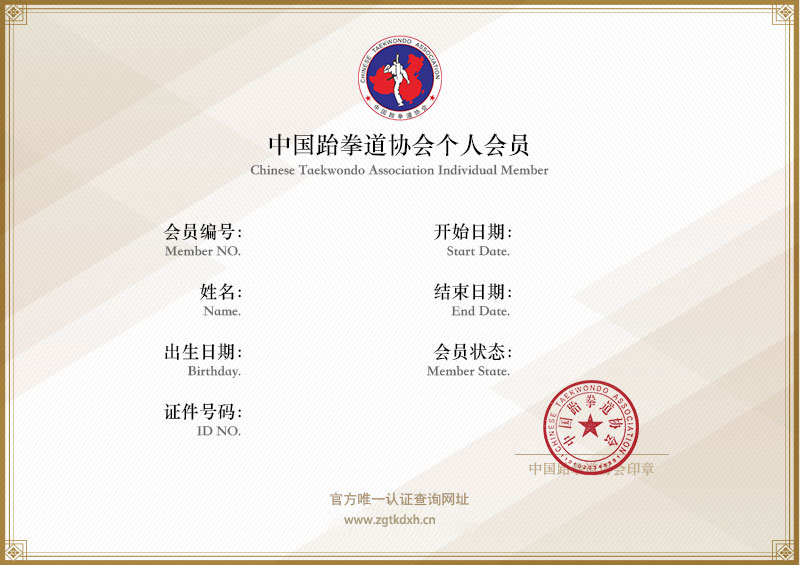 CHINESE TAEKWONDO ASSOCIATION
中国跆拳道协会
中国跆拳道协会个人会员
Chinese Taekwondo Association Individual Member
会员编号：
Member NO.
开始日期：
Start Date.
姓名：
Name.
结束日期：
End Date.
出生日期：
Birthday.
会员状态：
Member State.
证件号码：
ID NO.
CHINESE TAEKWONDO ASSOCIATION
中国跆拳道协会
中国跆拳道协会印章
官方唯一认证查询网址
www.zgtkdxh.cn